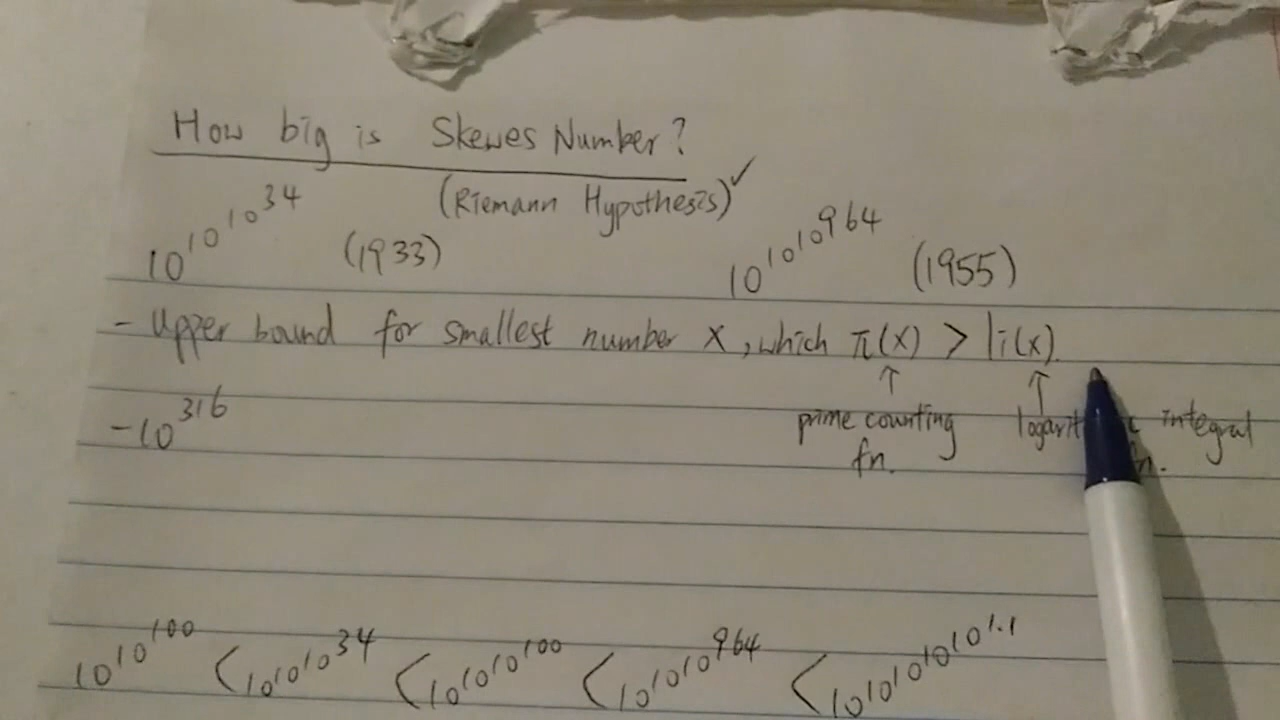 How big is Skewes Number?
(Riemann Hypothesis) ✓
10^10^10^34 (1933) 10^10^10^964 (1955)
- Upper bound for smallest number x, which π(x) > li(x).
↑ ↑
prime counting fn. integral
- 10^316
10^10^100 < 10^10^10^34 < 10^10^10^100 < 10^10^10^964 < 10^10^10^10^10^1.1